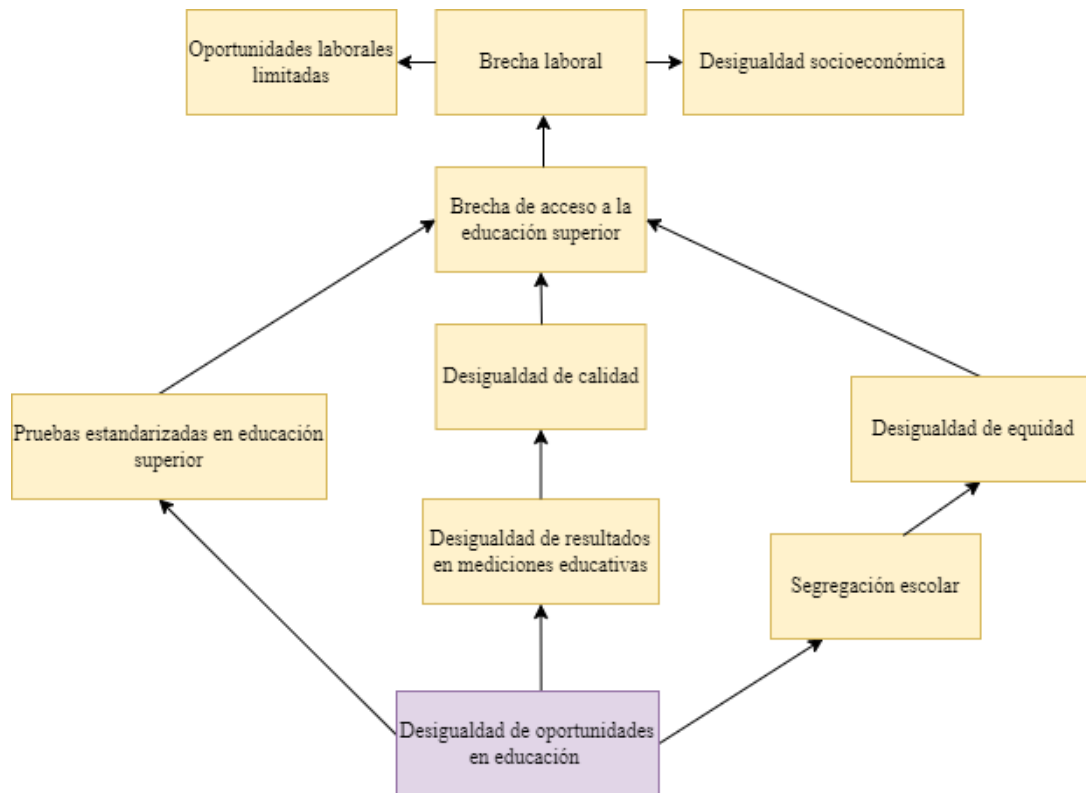 Oportunidades laborales
limitadas
Brecha laboral
Desigualdad socioeconómica
Brecha de acceso a la
educación superior
Desigualdad de calidad
Pruebas estandarizadas en educación
superior
Desigualdad de equidad
Desigualdad de resultados
en mediciones educativas
Segregación escolar
Desigualdad de oportunidades
en educación